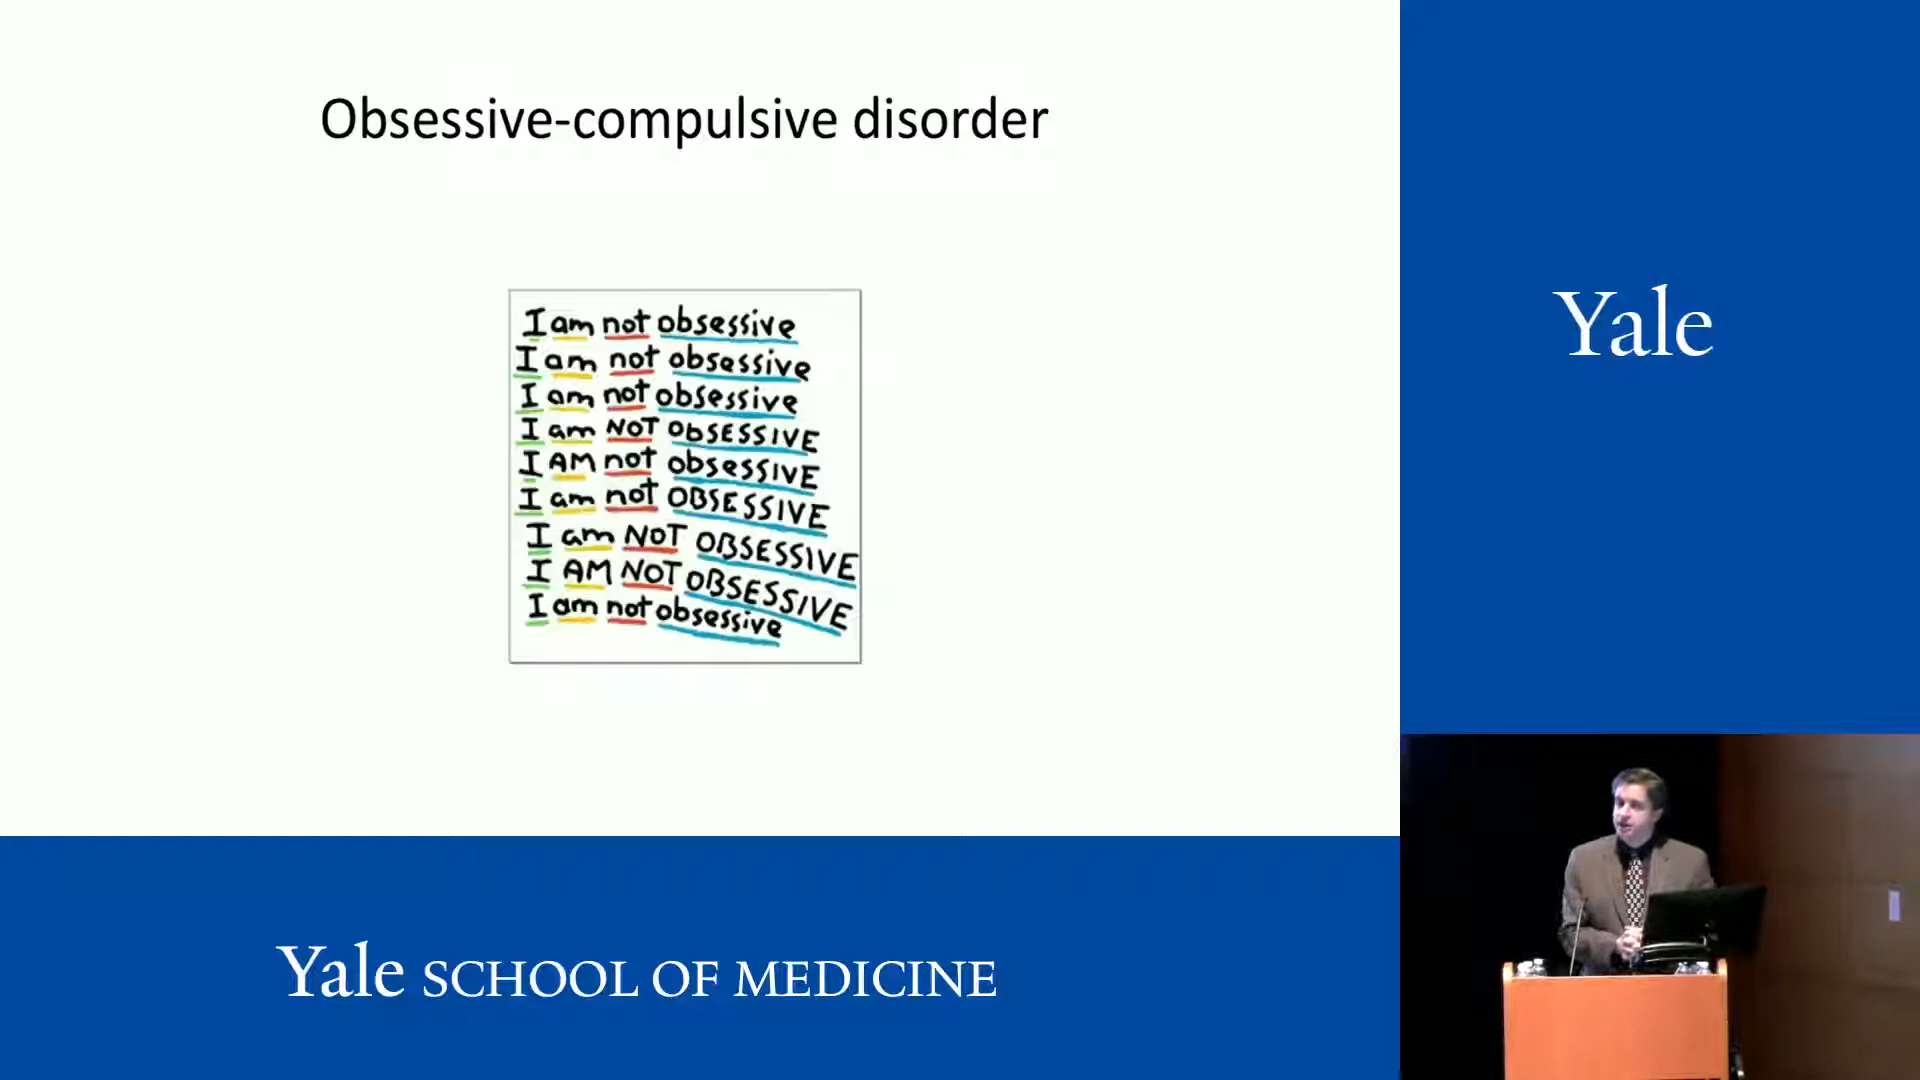 Obsessive-compulsive disorder
I am not obsessive
I am not obsessive
I am not obsessive
I am NOT ObSESSIVE
I AM not obsessIVE
I am not OBSESSIVE
I am NOT OBSESSIVE
I AM NOT OBSESSIVE
I am not obsessive
Yale
Yale SCHOOL OF MEDICINE